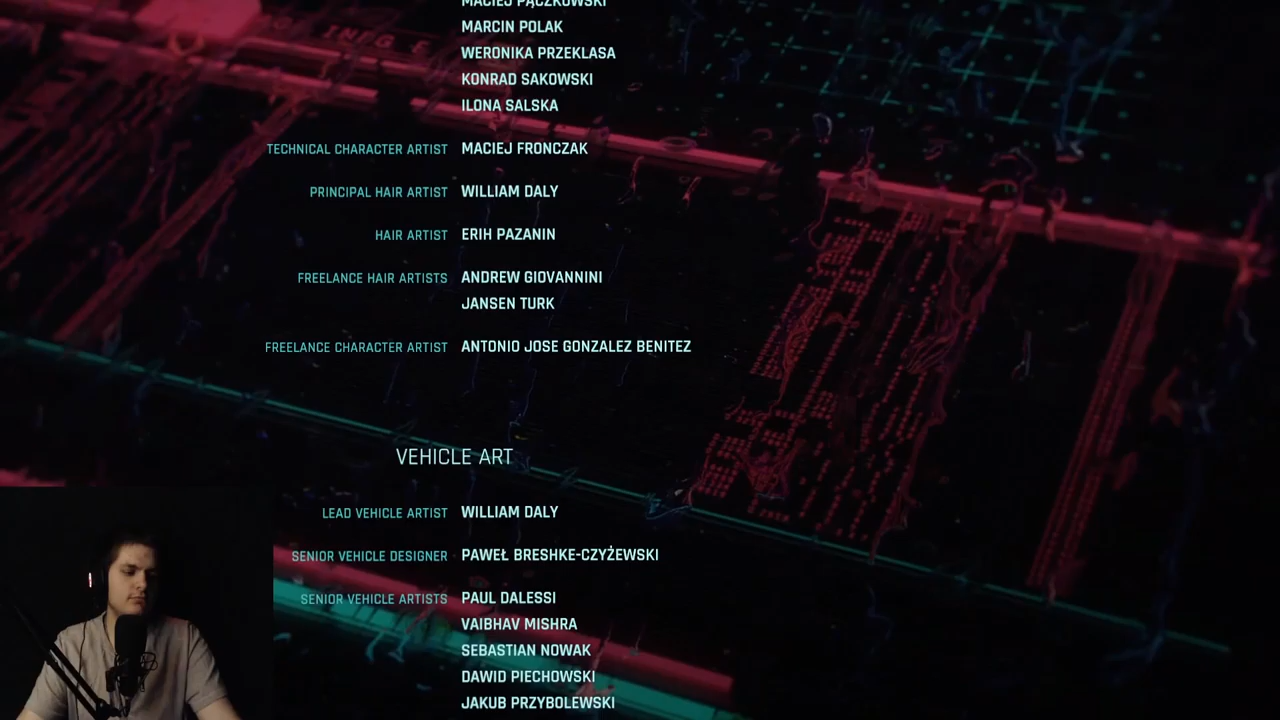 MACIEJ PĄCZKOWSKI
MARCIN POLAK
WERONIKA PRZEKLASA
KONRAD SAKOWSKI
ILONA SALSKA
TECHNICAL CHARACTER ARTIST MACIEJ FRONCZAK
PRINCIPAL HAIR ARTIST WILLIAM DALY
HAIR ARTIST ERIH PAZANIN
FREELANCE HAIR ARTISTS ANDREW GIOVANNINI
JANSEN TURK
FREELANCE CHARACTER ARTIST ANTONIO JOSE GONZALEZ BENITEZ
VEHICLE ART
LEAD VEHICLE ARTIST WILLIAM DALY
SENIOR VEHICLE DESIGNER PAWEŁ BRESHKE-CZYŻEWSKI
SENIOR VEHICLE ARTISTS PAUL DALESSI
VAIBHAV MISHRA
SEBASTIAN NOWAK
DAWID PIECHOWSKI
JAKUB PRZYBOLEWSKI